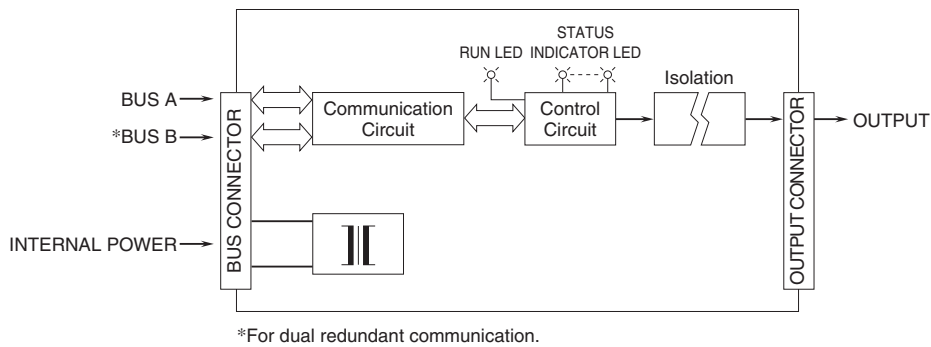 STATUS
RUN LED INDICATOR LED
Isolation
BUS A
*BUS B
BUS CONNECTOR
Communication
Circuit
Control
Circuit
OUTPUT CONNECTOR
OUTPUT
INTERNAL POWER
*For dual redundant communication.